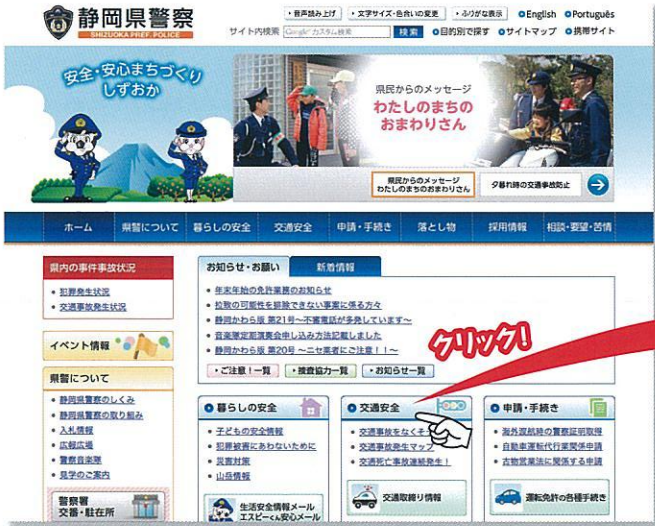 静岡県警察
SHIZUOKA PREF. POLICE
音声読み上げ
文字サイズ・色合いの変更
ふりがな表示
English
Português
サイト内検索
Google カスタム検索
検索
目的別で探す
サイトマップ
携帯サイト
安全・安心まちづくり
しずおか
県民からのメッセージ
わたしのまちの
おまわりさん
県民からのメッセージ
わたしのまちのおまわりさん
夕暮れ時の交通事故防止
ホーム
県警について
暮らしの安全
交通安全
申請・手続き
落とし物
採用情報
相談・要望・苦情
県内の事件事故状況
犯罪発生状況
交通事故発生状況
イベント情報
県警について
静岡県警察のしくみ
静岡県警察の取り組み
入札情報
広報広場
警察音楽隊
見学のご案内
警察署
交番・駐在所
お知らせ・お願い
新着情報
年末年始の免許業務のお知らせ
拉致の可能性を排除できない事案に係る方々
静岡かわら版 第21号~不審電話が多発しています~
音楽隊定期演奏会申し込み方法記載しました
静岡かわら版 第20号 ~ニセ業者にご注意!!~
ご注意!一覧
捜査協力一覧
お知らせ一覧
クリック!
暮らしの安全
子どもの安全情報
犯罪被害にあわないために
災害対策
山岳情報
生活安全情報メール
エスピーくん安心メール
交通安全
交通事故をなくそ
交通事故発生マップ
交通死亡事故連続発生!
交通取締り情報
申請・手続き
海外渡航時の警察証明取得
自動車運転代行業関係申請
古物営業法に関係する申請
運転免許の各種手続き